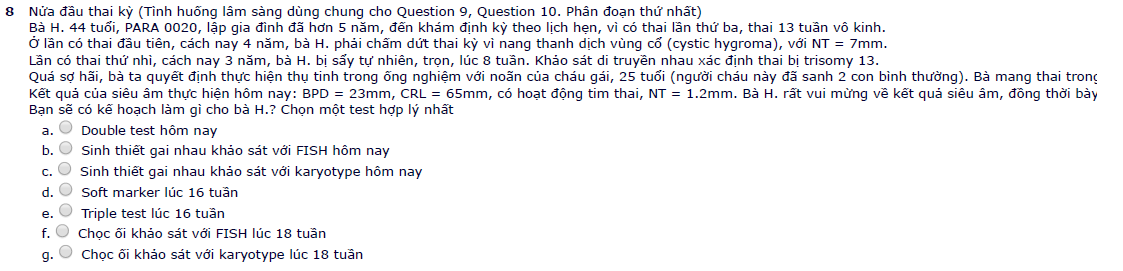 8 Nửa đầu thai kỳ (Tình huống lâm sàng dùng chung cho Question 9, Question 10. Phân đoạn thứ nhất)
Bà H. 44 tuổi, PARA 0020, lập gia đình đã hơn 5 năm, đến khám định kỳ theo lịch hẹn, vì có thai lần thứ ba, thai 13 tuần vô kinh.
Ở lần có thai đầu tiên, cách nay 4 năm, bà H. phải chấm dứt thai kỳ vì nang thanh dịch vùng cổ (cystic hygroma), với NT = 7mm.
Lần có thai thứ nhì, cách nay 3 năm, bà H. bị sẩy tự nhiên, trọn, lúc 8 tuần. Khảo sát di truyền nhau xác định thai bị trisomy 13.
Quá sợ hãi, bà ta quyết định thực hiện thụ tinh trong ống nghiệm với noãn của cháu gái, 25 tuổi (người cháu này đã sanh 2 con bình thường). Bà mang thai trong
Kết quả của siêu âm thực hiện hôm nay: BPD = 23mm, CRL = 65mm, có hoạt động tim thai, NT = 1.2mm. Bà H. rất vui mừng về kết quả siêu âm, đồng thời bày
Bạn sẽ có kế hoạch làm gì cho bà H.? Chọn một test hợp lý nhất
a. Double test hôm nay
b. Sinh thiết gai nhau khảo sát với FISH hôm nay
c. Sinh thiết gai nhau khảo sát với karyotype hôm nay
d. Soft marker lúc 16 tuần
e. Triple test lúc 16 tuần
f. Chọc ối khảo sát với FISH lúc 18 tuần
g. Chọc ối khảo sát với karyotype lúc 18 tuần